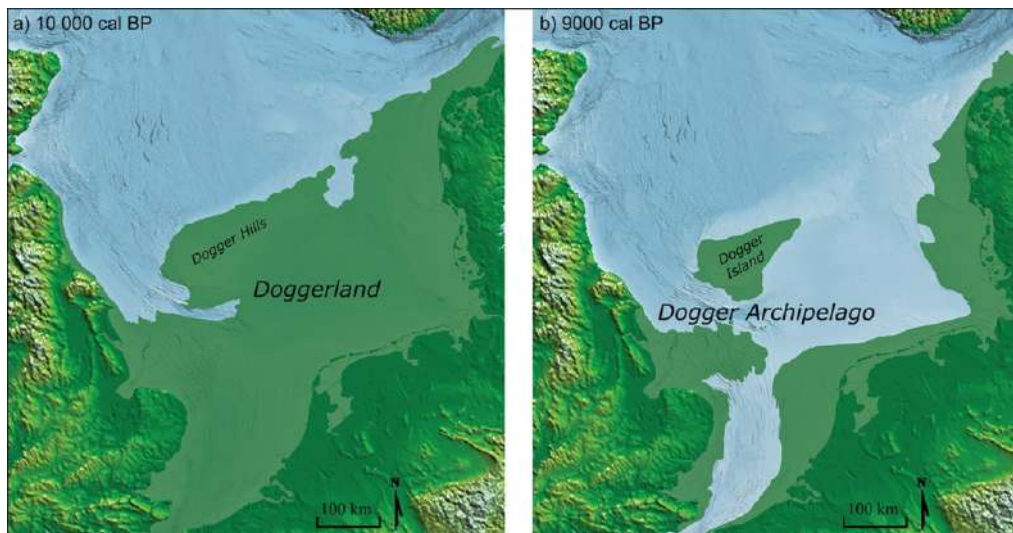 a) 10 000 cal BP
Dogger Hills
Doggerland
N
100 km
b) 9000 cal BP
Dogger
Island
Dogger Archipelago
N
100 km